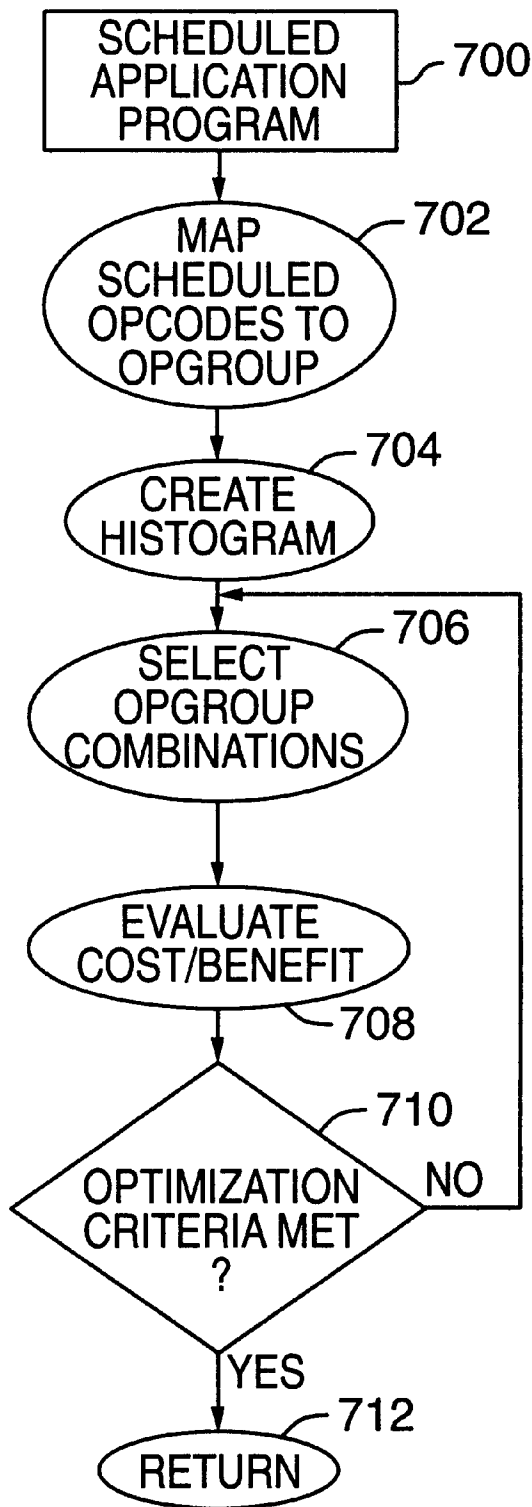 SCHEDULED
APPLICATION
PROGRAM
700
702
MAP
SCHEDULED
OPCODES TO
OPGROUP
704
CREATE
HISTOGRAM
706
SELECT
OPGROUP
COMBINATIONS
EVALUATE
COST/BENEFIT
708
710
OPTIMIZATION
CRITERIA MET
?
NO
YES
712
RETURN